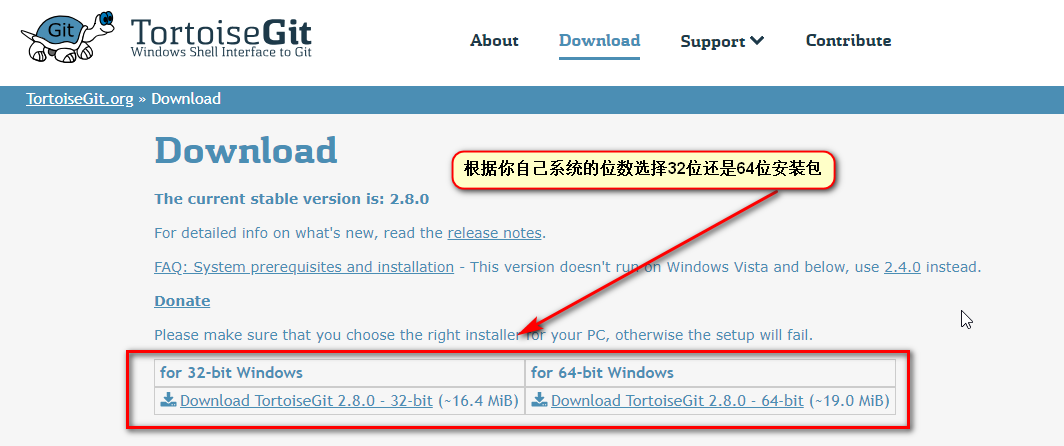 Git
TortoiseGit
Windows Shell Interface to Git
About
Download
Support
Contribute
TortoiseGit.org » Download
Download
根据你自己系统的位数选择32位还是64位安装包
The current stable version is: 2.8.0
For detailed info on what's new, read the release notes.
FAQ: System prerequisites and installation - This version doesn't run on Windows Vista and below, use 2.4.0 instead.
Donate
Please make sure that you choose the right installer for your PC, otherwise the setup will fail.
for 32-bit Windows
for 64-bit Windows
Download TortoiseGit 2.8.0 - 32-bit (~16.4 MiB)
Download TortoiseGit 2.8.0 - 64-bit (~19.0 MiB)